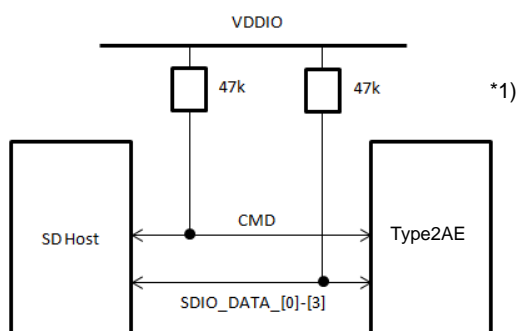 VDDIO
47k
47k
*1)
CMD
SD Host
Type2AE
SDIO_DATA_[0]-[3]